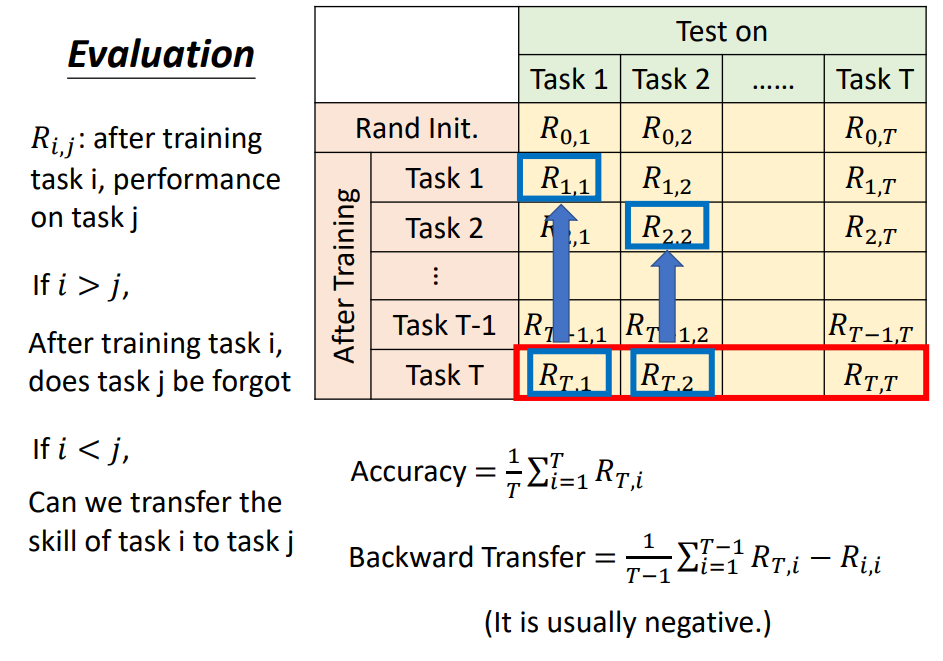 Evaluation
R_{i,j}: after training
task i, performance
on task j
If i > j,
After training task i,
does task j be forgot
If i < j,
Can we transfer the
skill of task i to task j
Test on
Task 1 Task 2 …… Task T
Rand Init. R_{0,1} R_{0,2} R_{0,T}
After Training
Task 1 R_{1,1} R_{1,2} R_{1,T}
Task 2 R_{2,1} R_{2,2} R_{2,T}
⋮
Task T-1 R_{T-1,1} R_{T-1,2} R_{T-1,T}
Task T R_{T,1} R_{T,2} R_{T,T}
Accuracy = \frac{1}{T} \sum_{i=1}^{T} R_{T,i}
Backward Transfer = \frac{1}{T-1} \sum_{i=1}^{T-1} R_{T,i} − R_{i,i}
(It is usually negative.)